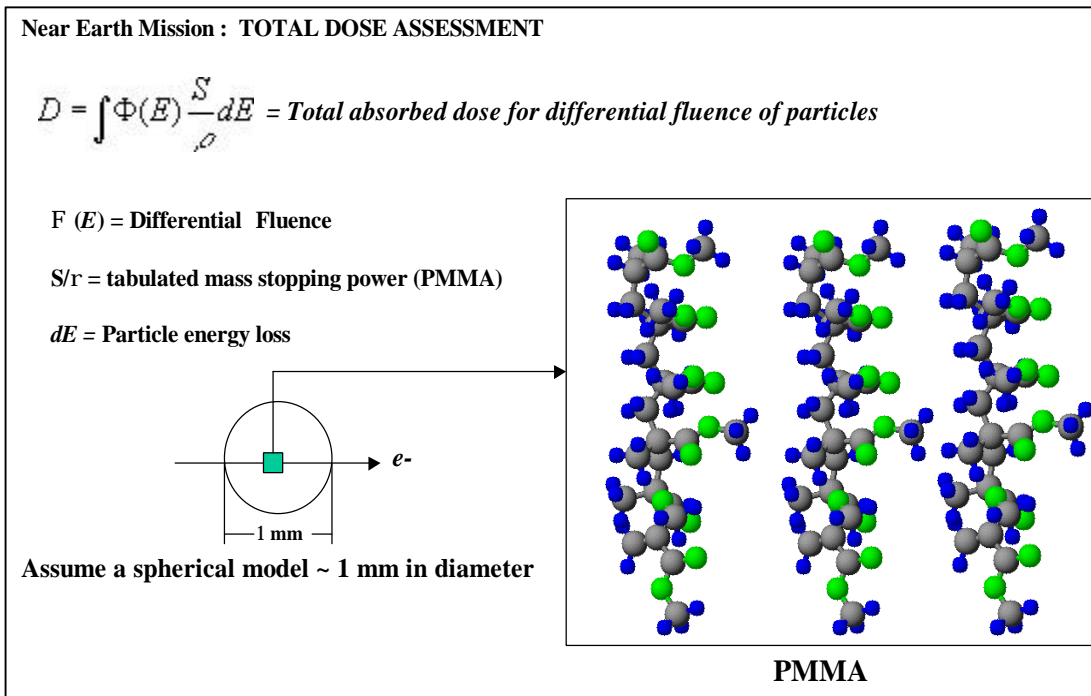 Near Earth Mission : TOTAL DOSE ASSESSMENT
D = ∫Φ(E) S/ρ dE = Total absorbed dose for differential fluence of particles
F (E) = Differential Fluence
S/r = tabulated mass stopping power (PMMA)
dE = Particle energy loss
e-
1 mm
Assume a spherical model ~ 1 mm in diameter
PMMA